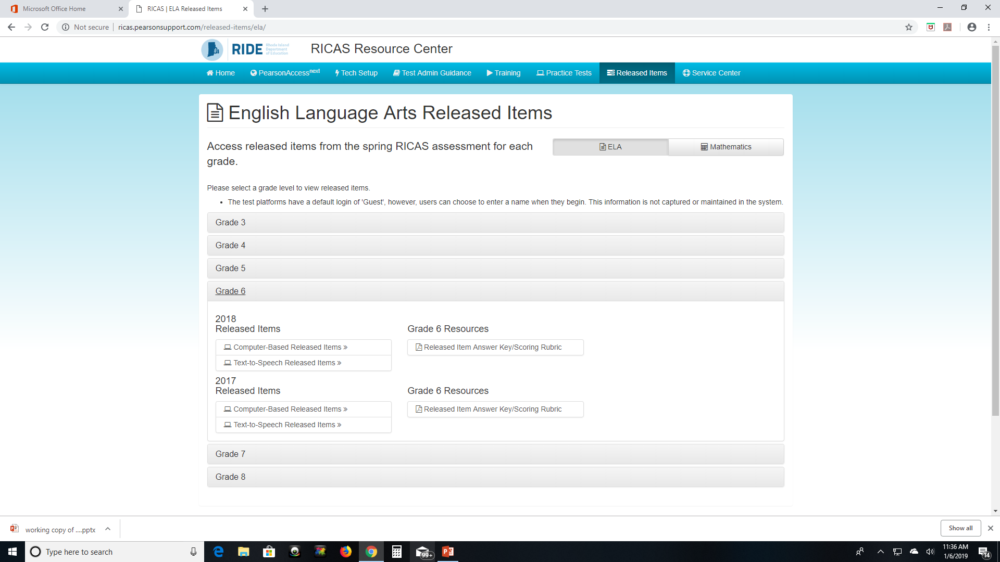 Microsoft Office Home
RICAS | ELA Released Items
Not secure
ricas.pearsonsupport.com/released-items/ela/
RIDE Rhode Island Department of Education
RICAS Resource Center
Home
PearsonAccessnext
Tech Setup
Test Admin Guidance
Training
Practice Tests
Released Items
Service Center
English Language Arts Released Items
Access released items from the spring RICAS assessment for each
grade.
ELA
Mathematics
Please select a grade level to view released items.
• The test platforms have a default login of 'Guest', however, users can choose to enter a name when they begin. This information is not captured or maintained in the system.
Grade 3
Grade 4
Grade 5
Grade 6
2018
Released Items
Grade 6 Resources
Computer-Based Released Items »
Released Item Answer Key/Scoring Rubric
Text-to-Speech Released Items »
2017
Released Items
Grade 6 Resources
Computer-Based Released Items »
Released Item Answer Key/Scoring Rubric
Text-to-Speech Released Items »
Grade 7
Grade 8
working copy of ....pptx
Show all
Type here to search
99+
11:36 AM
1/6/2019
14